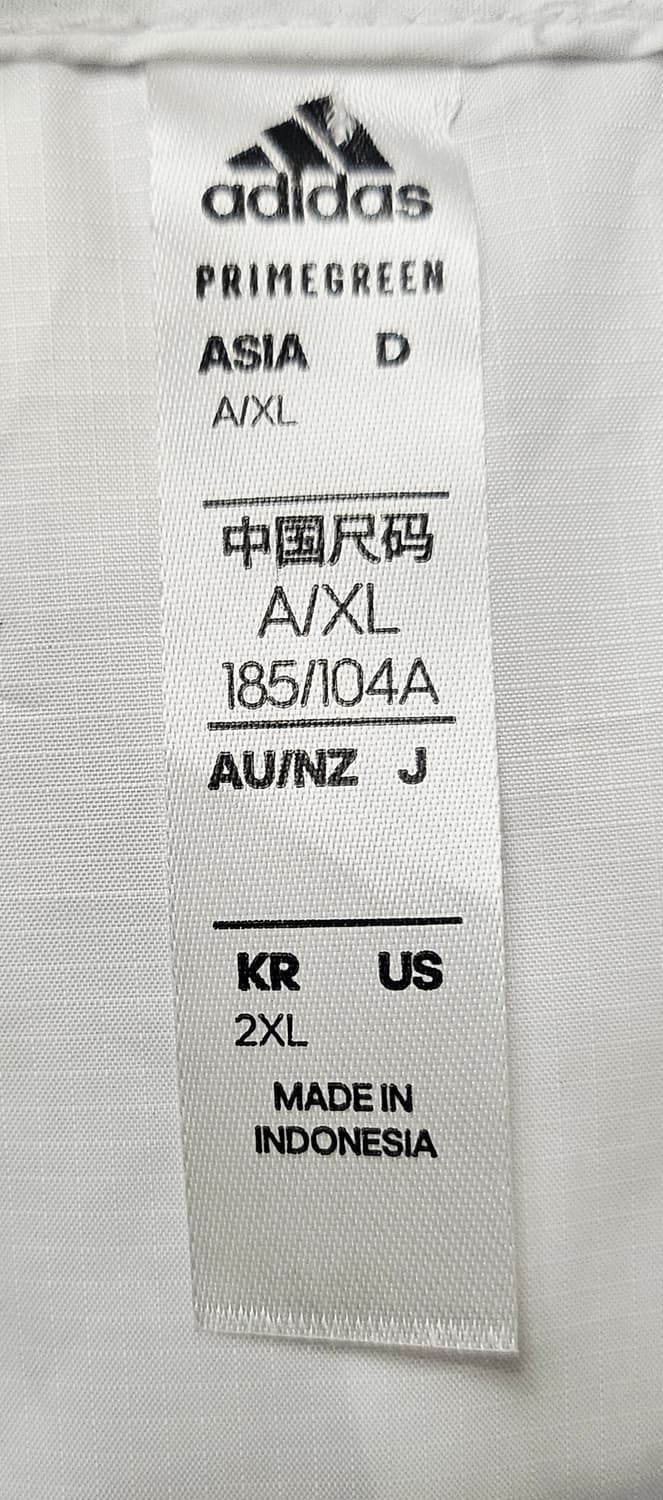 adidas
PRIMEGREEN
ASIA D
A/XL
中国尺码
A/XL
185/104A
AU/NZ J
KR US
2XL
MADE IN
INDONESIA